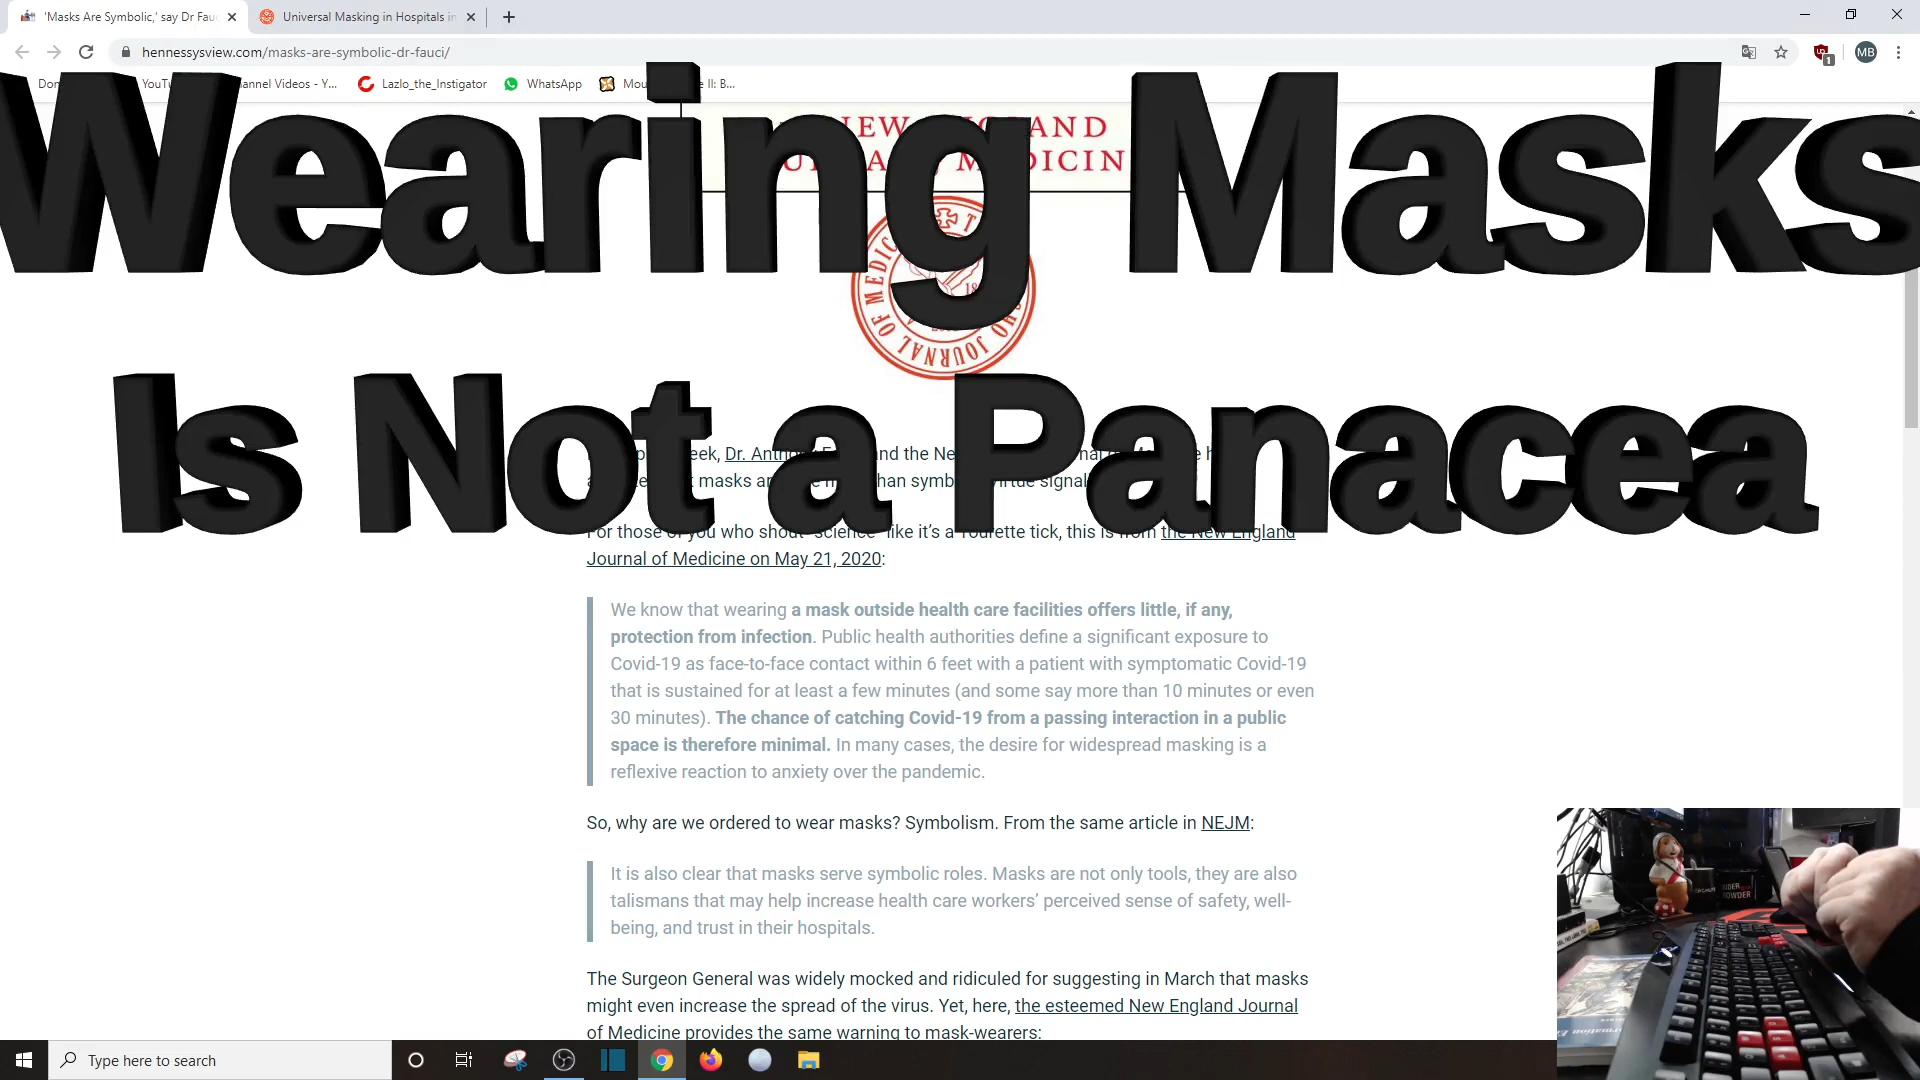 'Masks Are Symbolic,' say Dr Fauc
Universal Masking in Hospitals in
hennessysview.com/masks-are-symbolic-dr-fauci/
MB
1
Lazlo_the_Instigator
WhatsApp
Wearing Masks
Is Not a Panacea
For those of you who shout like it's a Tourette tick, this is from the New England
Journal of Medicine on May 21, 2020:
We know that wearing a mask outside health care facilities offers little, if any,
protection from infection. Public health authorities define a significant exposure to
Covid-19 as face-to-face contact within 6 feet with a patient with symptomatic Covid-19
that is sustained for at least a few minutes (and some say more than 10 minutes or even
30 minutes). The chance of catching Covid-19 from a passing interaction in a public
space is therefore minimal. In many cases, the desire for widespread masking is a
reflexive reaction to anxiety over the pandemic.
So, why are we ordered to wear masks? Symbolism. From the same article in NEJM:
It is also clear that masks serve symbolic roles. Masks are not only tools, they are also
talismans that may help increase health care workers' perceived sense of safety, well-
being, and trust in their hospitals.
The Surgeon General was widely mocked and ridiculed for suggesting in March that masks
might even increase the spread of the virus. Yet, here, the esteemed New England Journal
of Medicine provides the same warning to mask-wearers:
Type here to search